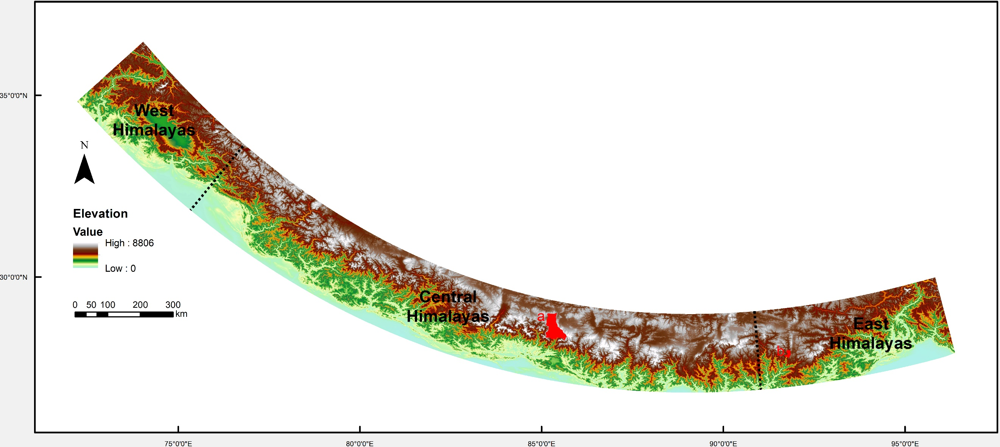 35°0'0"N
West
Himalayas
N
Elevation
Value
High : 8806
Low : 0
30°0'0"N
0 50 100 200 300
km
Central
Himalayas
a
East
Himalayas
b
75°0'0"E 80°0'0"E 85°0'0"E 90°0'0"E 95°0'0"E